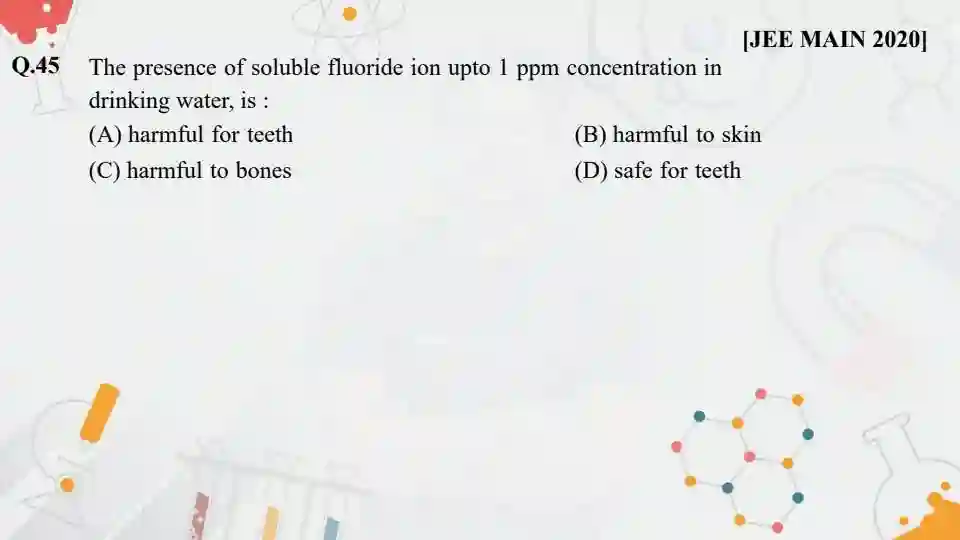 [JEE MAIN 2020]
Q.45 The presence of soluble fluoride ion upto 1 ppm concentration in
drinking water, is :
(A) harmful for teeth (B) harmful to skin
(C) harmful to bones (D) safe for teeth